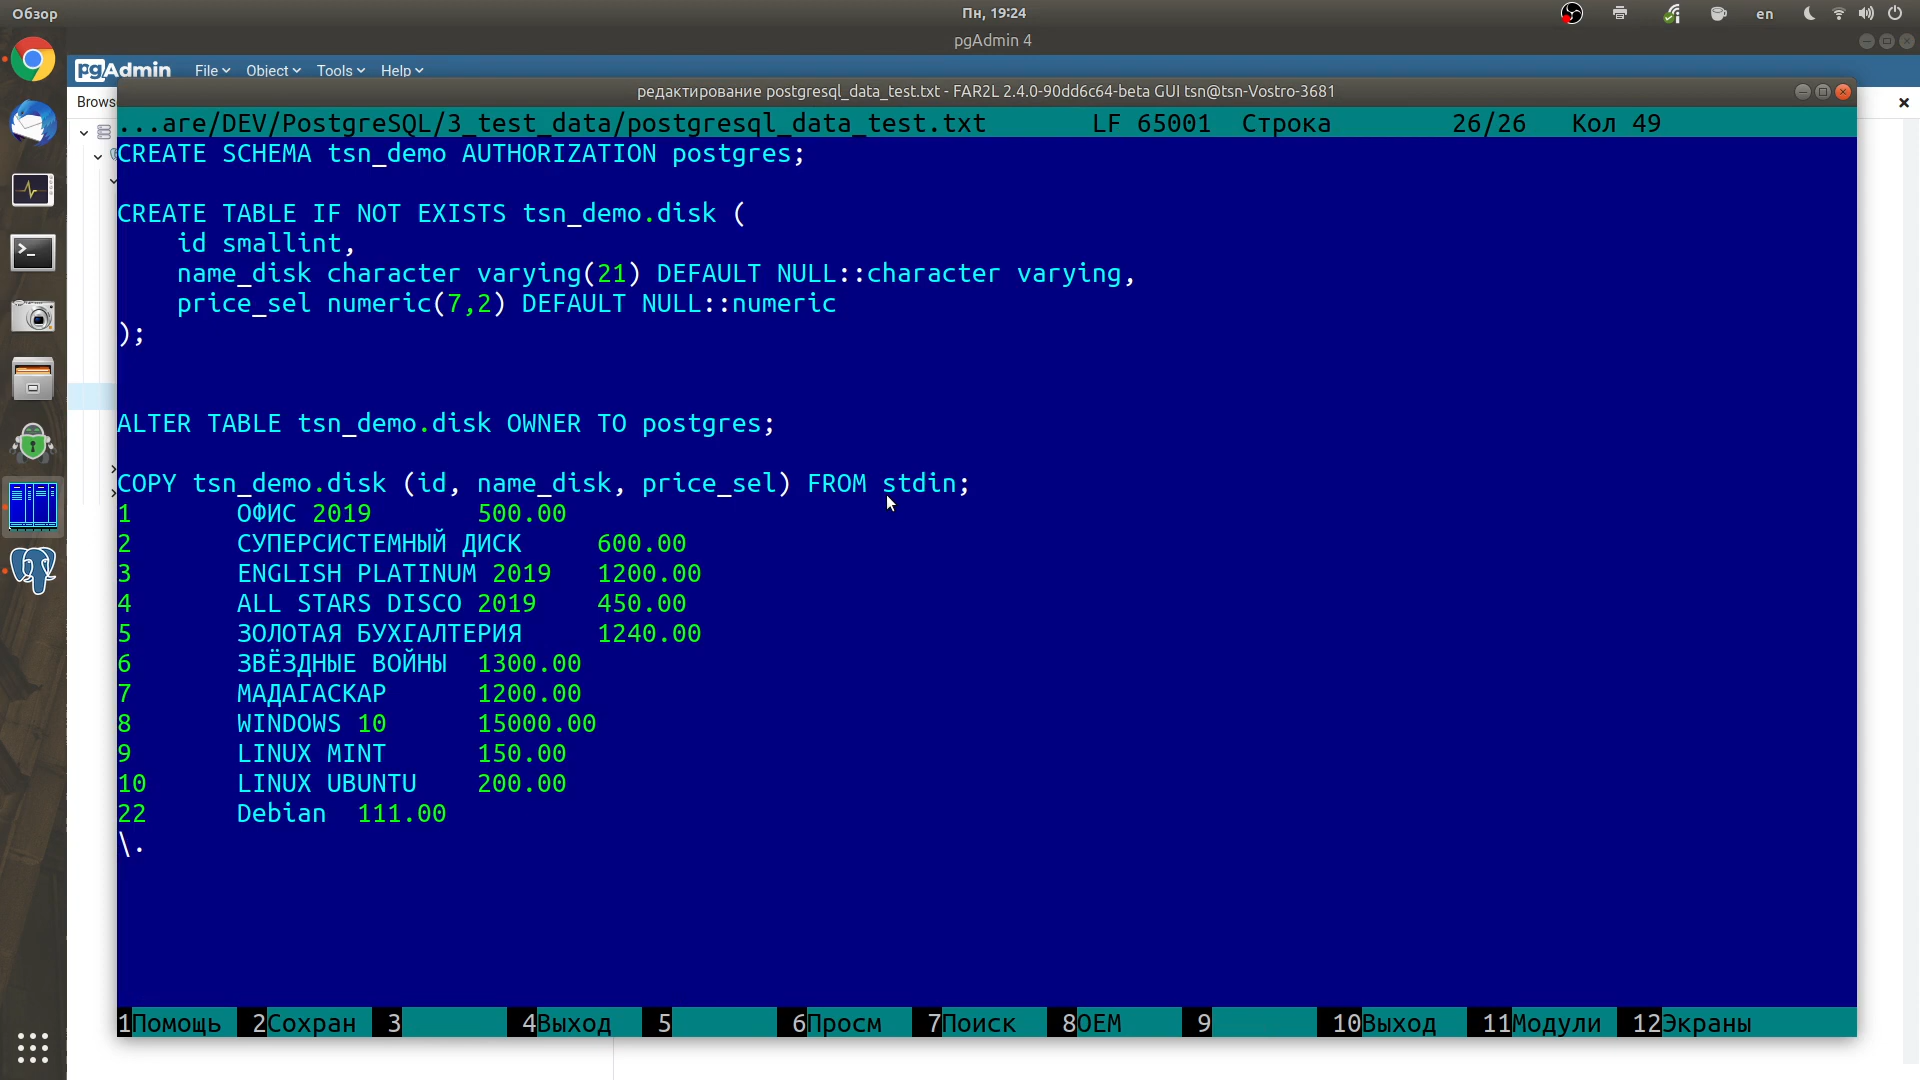 Обзор
Пн, 19:24
en
pgAdmin 4
pgAdmin
File
Object
Tools
Help
Brows
редактирование postgresql_data_test.txt - FAR2L 2.4.0-90dd6c64-beta GUI tsn@tsn-Vostro-3681
...are/DEV/PostgreSQL/3_test_data/postgresql_data_test.txt LF 65001 Строка 26/26 Кол 49
CREATE SCHEMA tsn_demo AUTHORIZATION postgres;
CREATE TABLE IF NOT EXISTS tsn_demo.disk (
id smallint,
name_disk character varying(21) DEFAULT NULL::character varying,
price_sel numeric(7,2) DEFAULT NULL::numeric
);
ALTER TABLE tsn_demo.disk OWNER TO postgres;
COPY tsn_demo.disk (id, name_disk, price_sel) FROM stdin;
1 ОФИС 2019 500.00
2 СУПЕРСИСТЕМНЫЙ ДИСК 600.00
3 ENGLISH PLATINUM 2019 1200.00
4 ALL STARS DISCO 2019 450.00
5 ЗОЛОТАЯ БУХГАЛТЕРИЯ 1240.00
6 ЗВЁЗДНЫЕ ВОЙНЫ 1300.00
7 МАДАГАСКАР 1200.00
8 WINDOWS 10 15000.00
9 LINUX MINT 150.00
10 LINUX UBUNTU 200.00
22 Debian 111.00
\.
1Помощь 2Сохран 3 4Выход 5 6Просм 7Поиск 8OEM 9 10Выход 11Модули 12Экраны